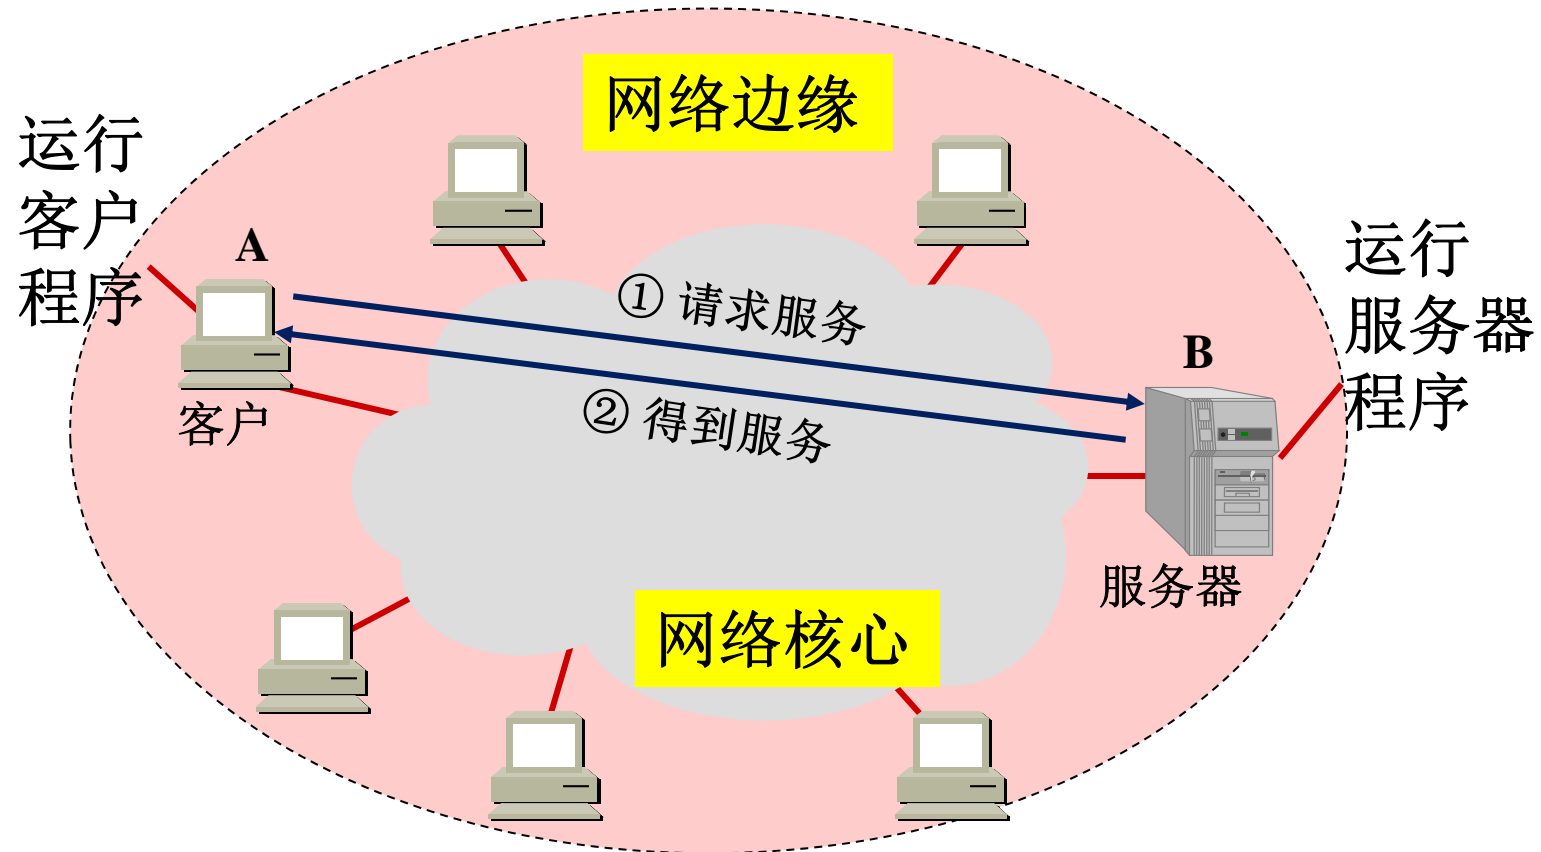 网络边缘
运行
客户
程序
A
① 请求服务
② 得到服务
客户
运行
服务器
程序
B
服务器
网络核心